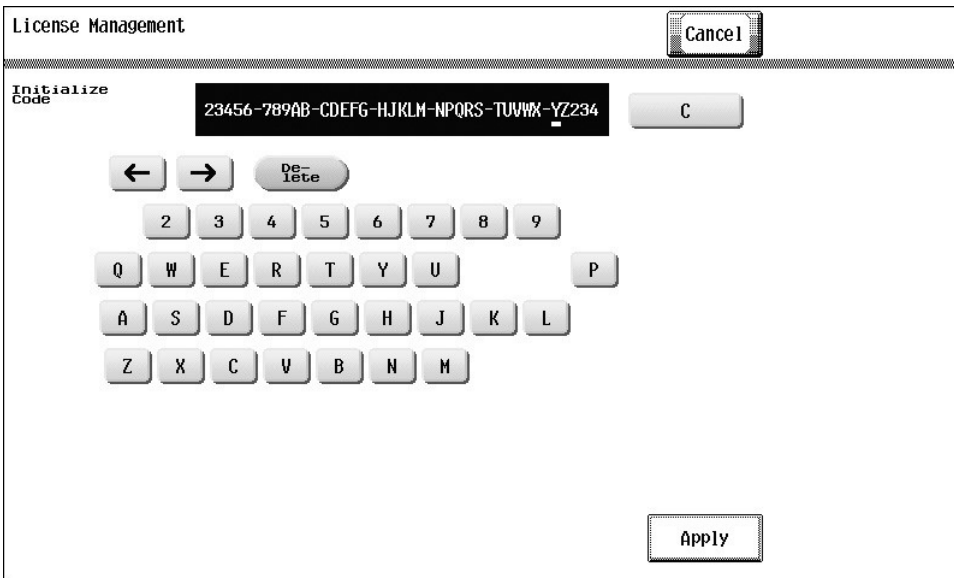 License Management
Cancel
Initialize
Code
23456-789AB-CDEFG-HJKLM-NPQRS-TUVWX-YZ234
C
← →
De-
lete
2 3 4 5 6 7 8 9
Q W E R T Y U P
A S D F G H J K L
Z X C V B N M
Apply